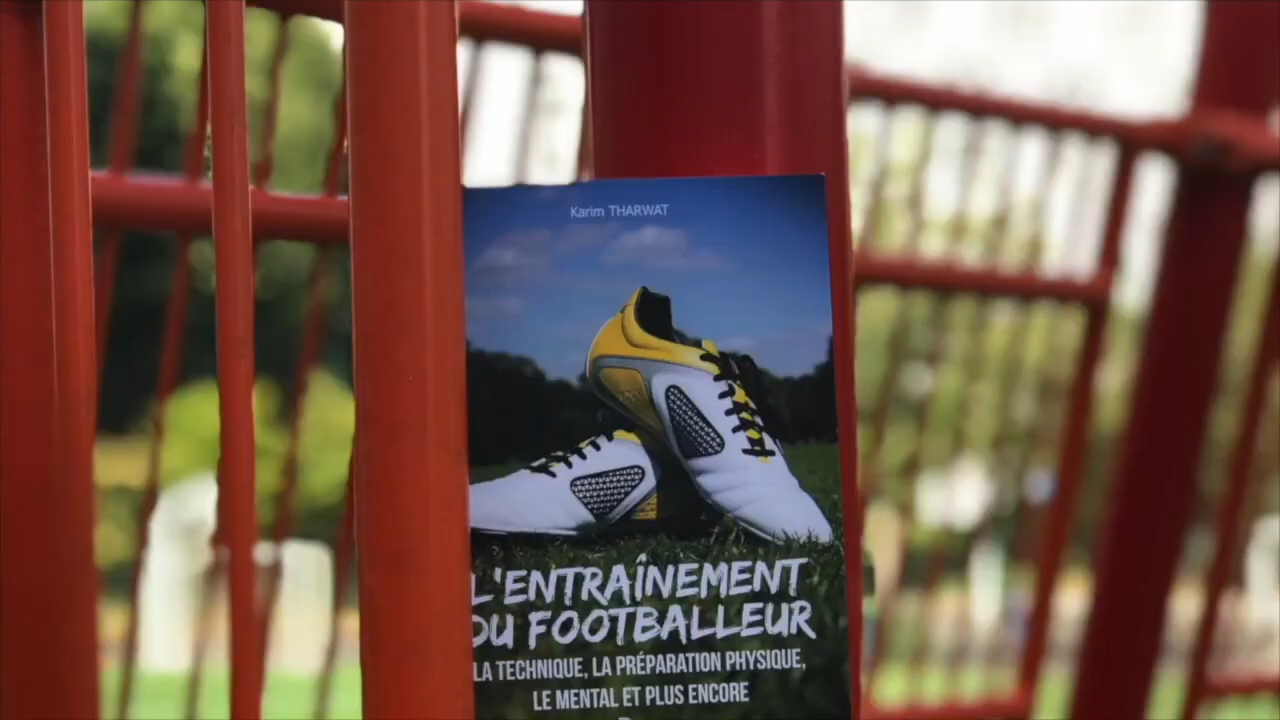 Karim THARWAT
L'ENTRAÎNEMENT
DU FOOTBALLEUR
LA TECHNIQUE, LA PRÉPARATION PHYSIQUE,
LE MENTAL ET PLUS ENCORE